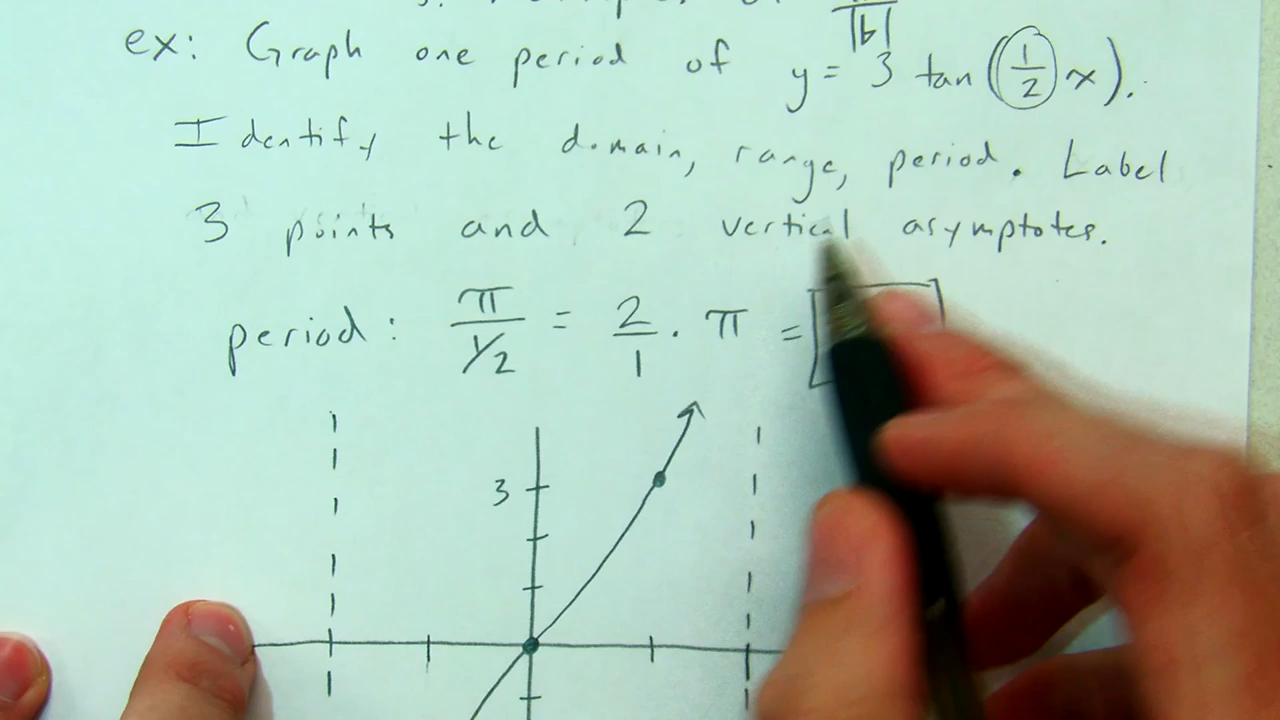 |b|
ex: Graph one period of y = 3 tan(1/2 x).
Identify the domain, range, period. Label
3 points and 2 vertical asymptotes.
period: π/1/2 = 2/1 · π =
3